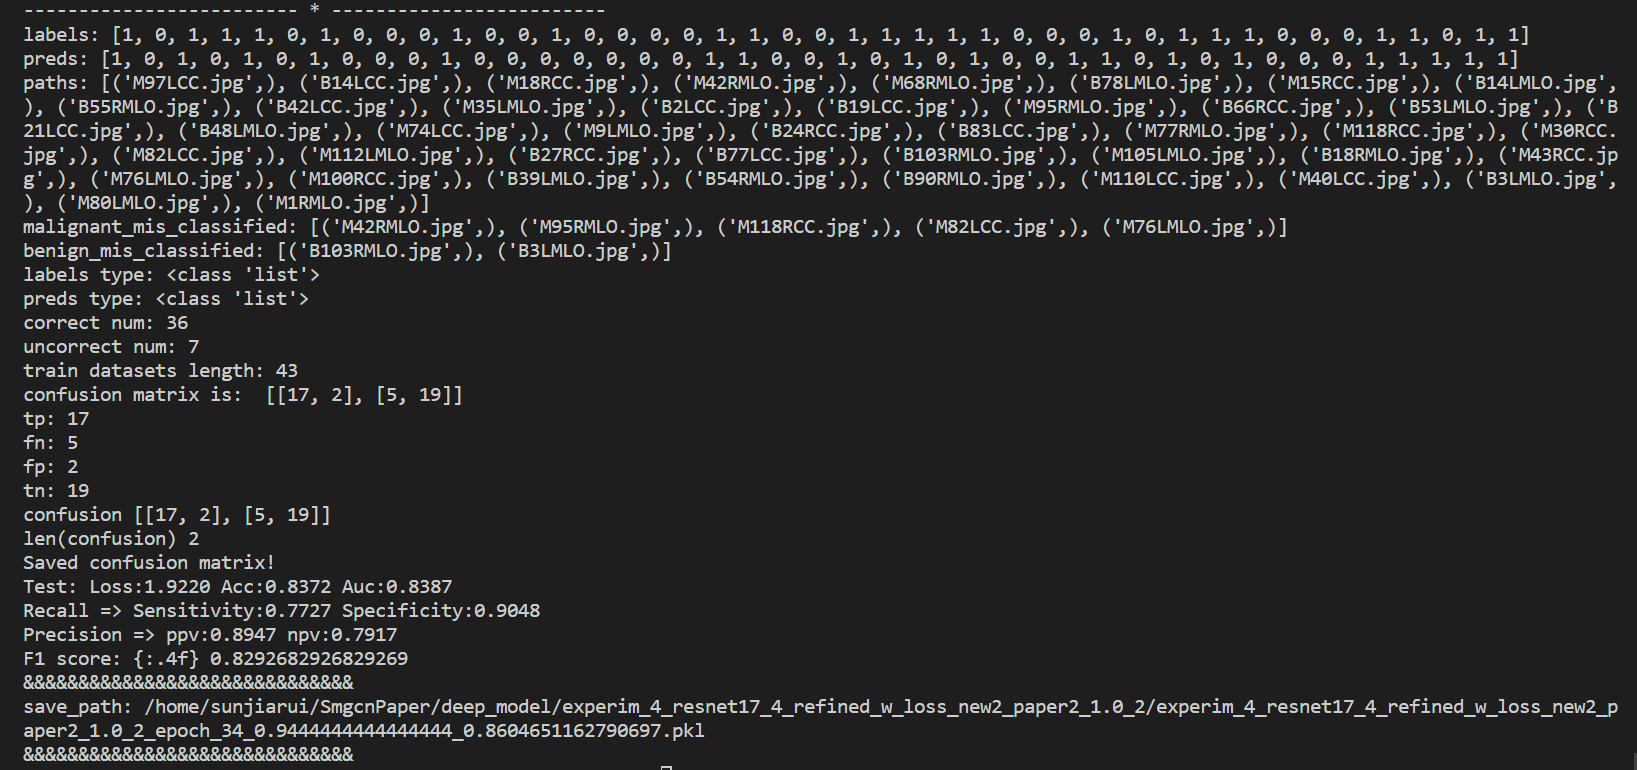 ------------------------- * -------------------------
labels: [1, 0, 1, 1, 1, 0, 1, 0, 0, 0, 1, 0, 0, 1, 0, 0, 0, 0, 1, 1, 0, 0, 1, 1, 1, 1, 1, 0, 0, 0, 1, 0, 1, 1, 1, 0, 0, 0, 1, 1, 0, 1, 1]
preds: [1, 0, 1, 0, 1, 0, 1, 0, 0, 0, 1, 0, 0, 0, 0, 0, 0, 0, 1, 1, 0, 0, 1, 0, 1, 0, 1, 0, 0, 1, 1, 0, 1, 0, 1, 0, 0, 0, 1, 1, 1, 1, 1]
paths: [('M97LCC.jpg',), ('B14LCC.jpg',), ('M18RCC.jpg',), ('M42RMLO.jpg',), ('M68RMLO.jpg',), ('B78LMLO.jpg',), ('M15RCC.jpg',), ('B14LMLO.jpg',
), ('B55RMLO.jpg',), ('B42LCC.jpg',), ('M35LMLO.jpg',), ('B2LCC.jpg',), ('B19LCC.jpg',), ('M95RMLO.jpg',), ('B66RCC.jpg',), ('B53LMLO.jpg',), ('B
21LCC.jpg',), ('B48LMLO.jpg',), ('M74LCC.jpg',), ('M9LMLO.jpg',), ('B24RCC.jpg',), ('B83LCC.jpg',), ('M77RMLO.jpg',), ('M118RCC.jpg',), ('M30RCC.
jpg',), ('M82LCC.jpg',), ('M112LMLO.jpg',), ('B27RCC.jpg',), ('B77LCC.jpg',), ('B103RMLO.jpg',), ('M105LMLO.jpg',), ('B18RMLO.jpg',), ('M43RCC.jp
g',), ('M76LMLO.jpg',), ('M100RCC.jpg',), ('B39LMLO.jpg',), ('B54RMLO.jpg',), ('B90RMLO.jpg',), ('M110LCC.jpg',), ('M40LCC.jpg',), ('B3LMLO.jpg',
), ('M80LMLO.jpg',), ('M1RMLO.jpg',)]
malignant_mis_classified: [('M42RMLO.jpg',), ('M95RMLO.jpg',), ('M118RCC.jpg',), ('M82LCC.jpg',), ('M76LMLO.jpg',)]
benign_mis_classified: [('B103RMLO.jpg',), ('B3LMLO.jpg',)]
labels type: <class 'list'>
preds type: <class 'list'>
correct num: 36
uncorrect num: 7
train datasets length: 43
confusion matrix is:  [[17, 2], [5, 19]]
tp: 17
fn: 5
fp: 2
tn: 19
confusion [[17, 2], [5, 19]]
len(confusion) 2
Saved confusion matrix!
Test: Loss:1.9220 Acc:0.8372 Auc:0.8387
Recall => Sensitivity:0.7727 Specificity:0.9048
Precision => ppv:0.8947 npv:0.7917
F1 score: {:.4f} 0.8292682926829269
&&&&&&&&&&&&&&&&&&&&&&&&&&&&&&
save_path: /home/sunjiarui/SmgcnPaper/deep_model/experim_4_resnet17_4_refined_w_loss_new2_paper2_1.0_2/experim_4_resnet17_4_refined_w_loss_new2_p
aper2_1.0_2_epoch_34_0.9444444444444444_0.8604651162790697.pkl
&&&&&&&&&&&&&&&&&&&&&&&&&&&&&&